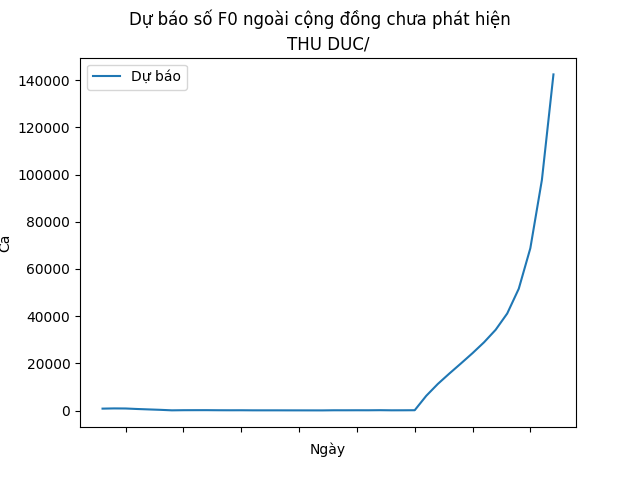 Dự báo số F0 ngoài cộng đồng chưa phát hiện
THU DUC/
Dự báo
140000
120000
100000
80000
60000
40000
20000
0
Ca
Ngày